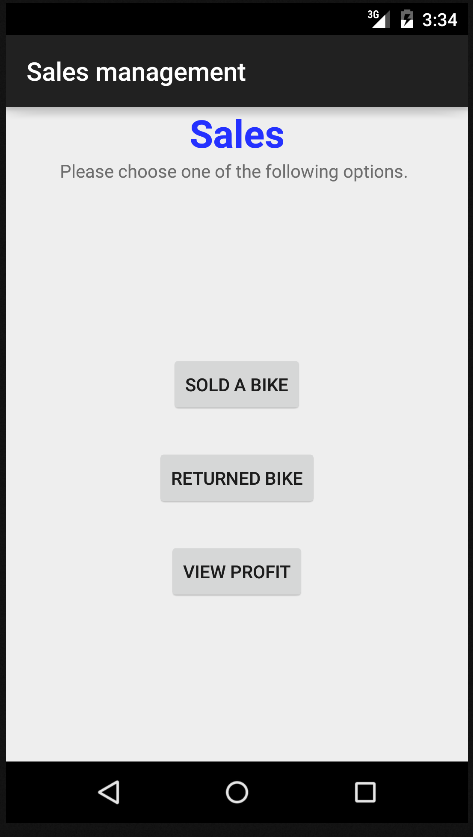 3G 3:34
Sales management
Sales
Please choose one of the following options.
SOLD A BIKE
RETURNED BIKE
VIEW PROFIT